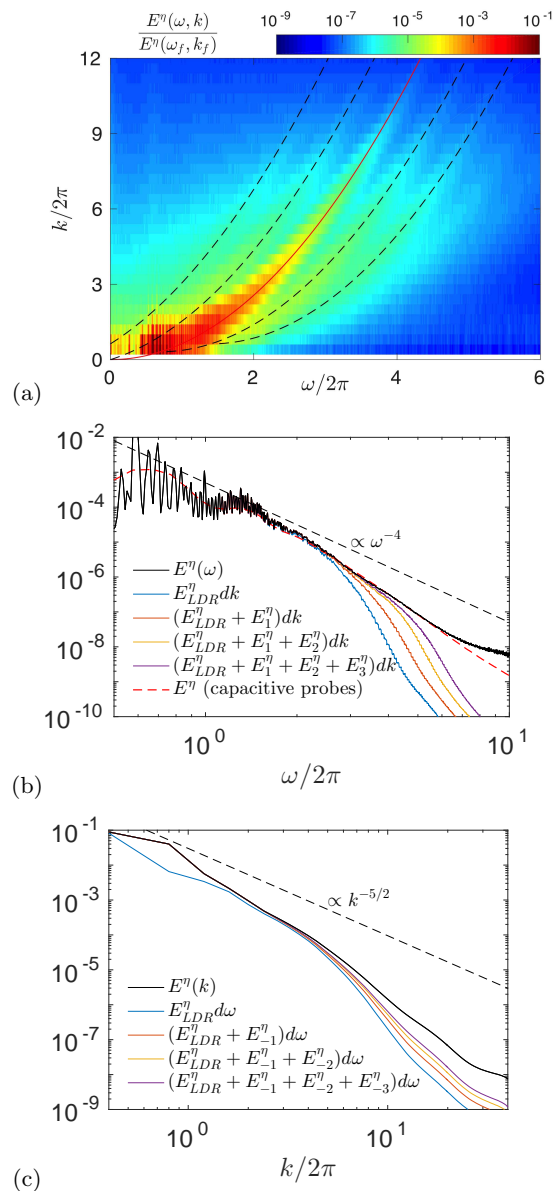 E^η(ω, k) / E^η(ω_f, k_f)
10^-9 10^-7 10^-5 10^-3 10^-1
12
9
6
3
0
k/2π
0 2 4 6
ω/2π
(a)
10^-2
10^-4
10^-6
10^-8
10^-10
∝ ω^-4
E^η(ω)
E^η_LDR dk
(E^η_LDR + E^η_1)dk
(E^η_LDR + E^η_1 + E^η_2)dk
(E^η_LDR + E^η_1 + E^η_2 + E^η_3)dk
E^η (capacitive probes)
10^0 10^1
ω/2π
(b)
10^-1
10^-3
10^-5
10^-7
10^-9
∝ k^-5/2
E^η(k)
E^η_LDR dω
(E^η_LDR + E^η_-1)dω
(E^η_LDR + E^η_-1 + E^η_-2)dω
(E^η_LDR + E^η_-1 + E^η_-2 + E^η_-3)dω
10^0 10^1
k/2π
(c)